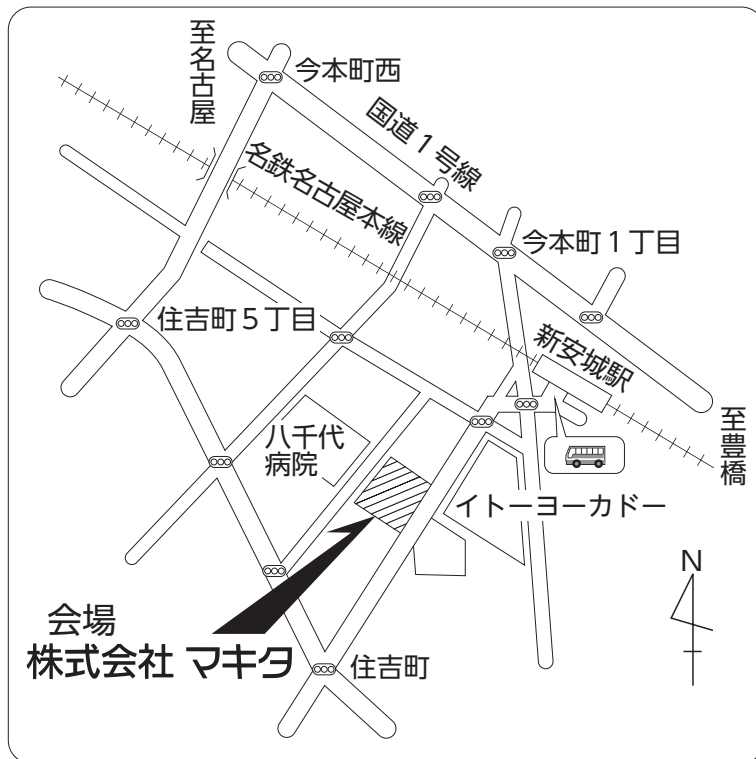 至名古屋
今本町西
国道1号線
名鉄名古屋本線
今本町1丁目
住吉町5丁目
新安城駅
至豊橋
八千代
病院
イトーヨーカドー
N
会場
株式会社 マキタ
住吉町